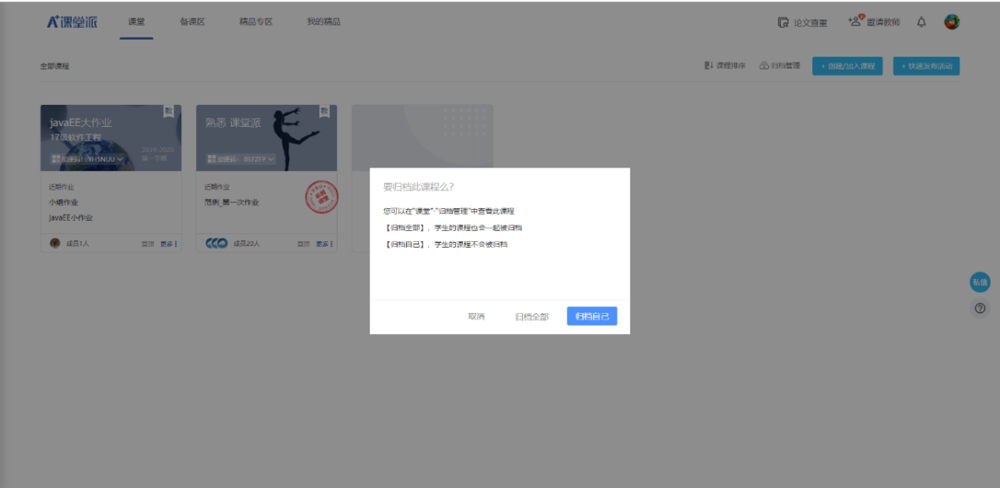 A+课堂派
课堂
备课区
精品专区
我的精品
论文查重
邀请教师
全部课程
课程排序
归档管理
+ 创建/加入课程
+ 快速发布活动
教
javaEE大作业
17级软件工程
2019-2020
第一学期
加课码: VH5NUU
近期作业
小组作业
javaEE小作业
成员1人
置顶 更多
教
熟悉 课堂派
近期作业
范例_第一次作业
示例
课堂
成员20人
置顶 更多
要归档此课程么?
您可以在"课堂"-"归档管理"中查看此课程
【归档全部】,学生的课程也会一起被归档
【归档自己】,学生的课程不会被归档
取消
归档全部
归档自己
私信